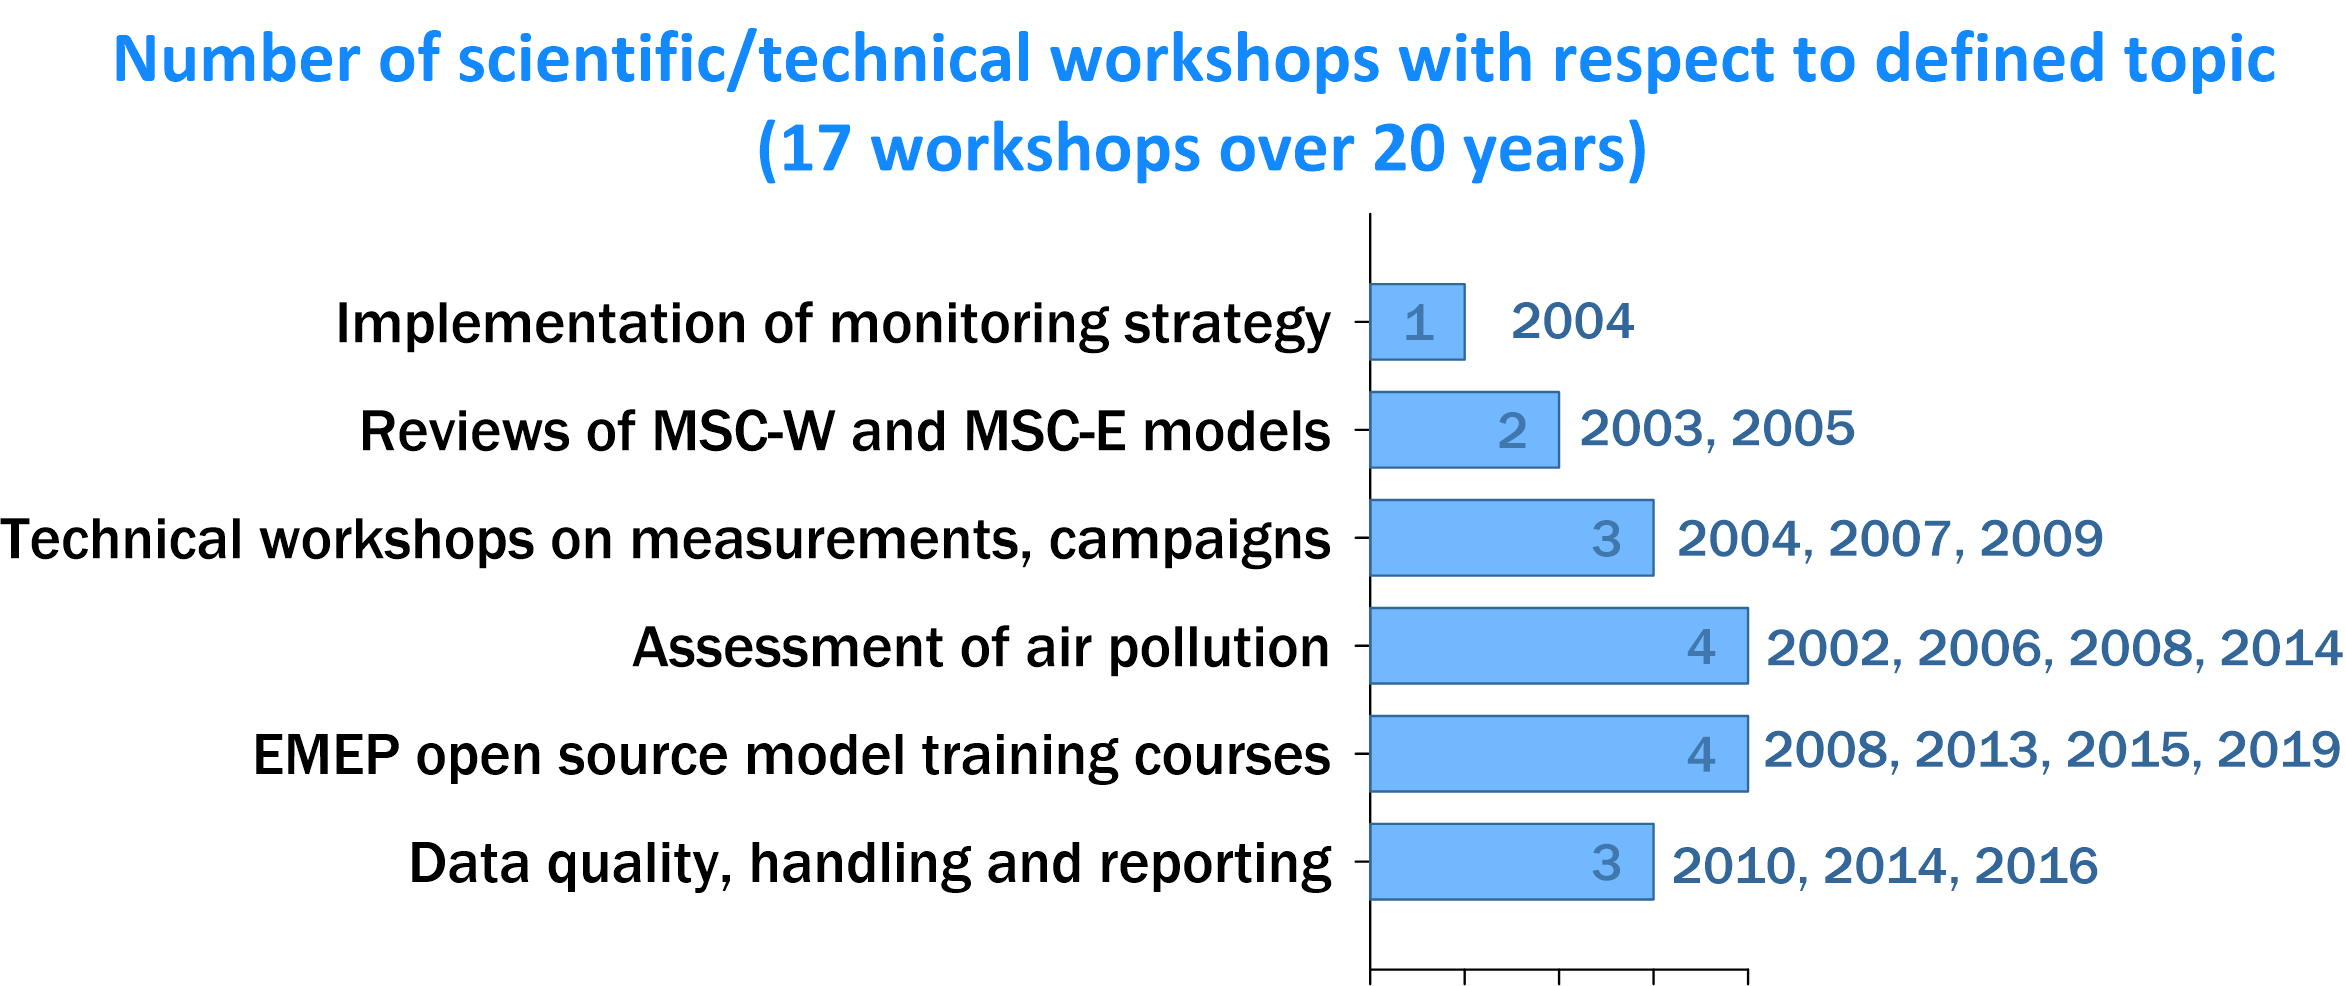 Number of scientific/technical workshops with respect to defined topic
(17 workshops over 20 years)
Implementation of monitoring strategy 1 2004
Reviews of MSC-W and MSC-E models 2 2003, 2005
Technical workshops on measurements, campaigns 3 2004, 2007, 2009
Assessment of air pollution 4 2002, 2006, 2008, 2014
EMEP open source model training courses 4 2008, 2013, 2015, 2019
Data quality, handling and reporting 3 2010, 2014, 2016